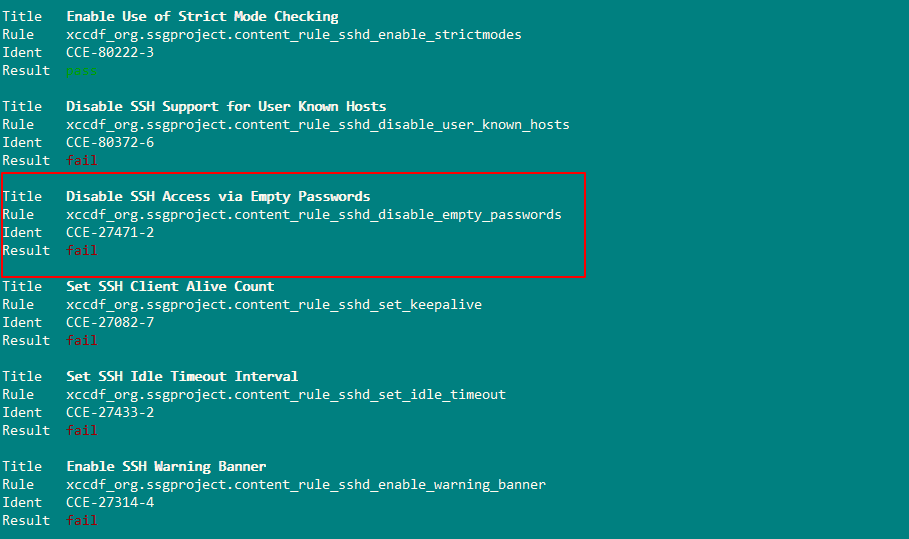 Title Enable Use of Strict Mode Checking
Rule xccdf_org.ssgproject.content_rule_sshd_enable_strictmodes
Ident CCE-80222-3
Result pass
Title Disable SSH Support for User Known Hosts
Rule xccdf_org.ssgproject.content_rule_sshd_disable_user_known_hosts
Ident CCE-80372-6
Result fail
Title Disable SSH Access via Empty Passwords
Rule xccdf_org.ssgproject.content_rule_sshd_disable_empty_passwords
Ident CCE-27471-2
Result fail
Title Set SSH Client Alive Count
Rule xccdf_org.ssgproject.content_rule_sshd_set_keepalive
Ident CCE-27082-7
Result fail
Title Set SSH Idle Timeout Interval
Rule xccdf_org.ssgproject.content_rule_sshd_set_idle_timeout
Ident CCE-27433-2
Result fail
Title Enable SSH Warning Banner
Rule xccdf_org.ssgproject.content_rule_sshd_enable_warning_banner
Ident CCE-27314-4
Result fail